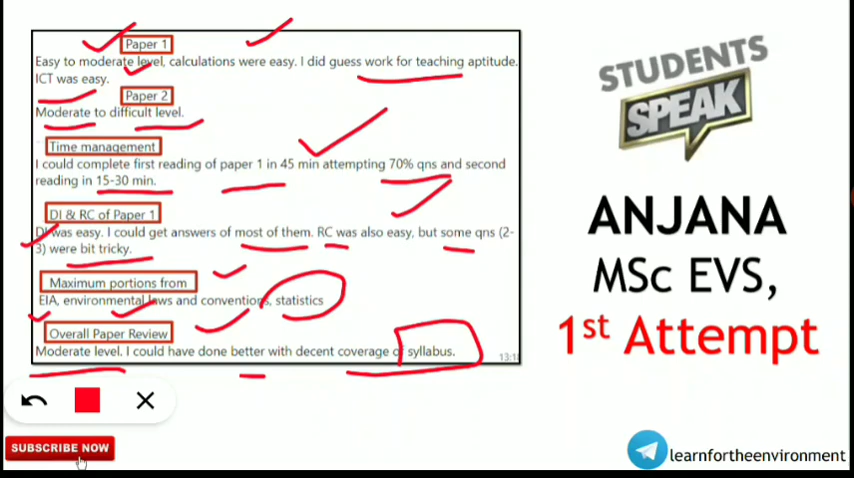 Paper 1
Easy to moderate level, calculations were easy. I did guess work for teaching aptitude.
ICT was easy.
Paper 2
Moderate to difficult level.
Time management
I could complete first reading of paper 1 in 45 min attempting 70% qns and second
reading in 15-30 min.
DI & RC of Paper 1
DI was easy. I could get answers of most of them. RC was also easy, but some qns (2-
3) were bit tricky.
Maximum portions from
EIA, environmental laws and conventions, statistics
Overall Paper Review
Moderate level. I could have done better with decent coverage of syllabus.
13:18
STUDENTS
SPEAK
ANJANA
MSc EVS,
1st Attempt
SUBSCRIBE NOW
learnfortheenvironment